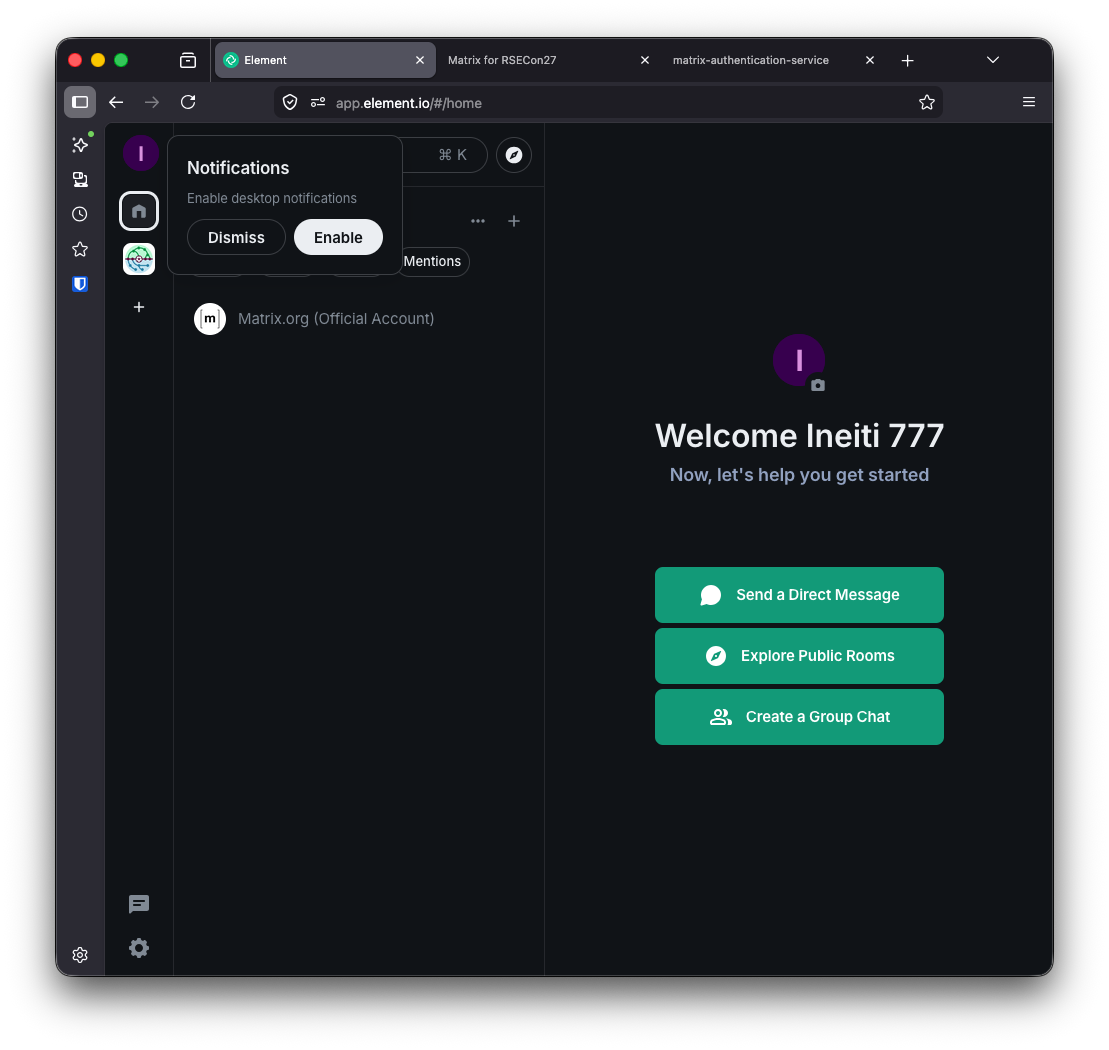 Element
Matrix for RSECon27
matrix-authentication-service
app.element.io/#/home
I
Notifications
⌘ K
Enable desktop notifications
Dismiss
Enable
Mentions
[m]
Matrix.org (Official Account)
I
Welcome Ineiti 777
Now, let's help you get started
Send a Direct Message
Explore Public Rooms
Create a Group Chat